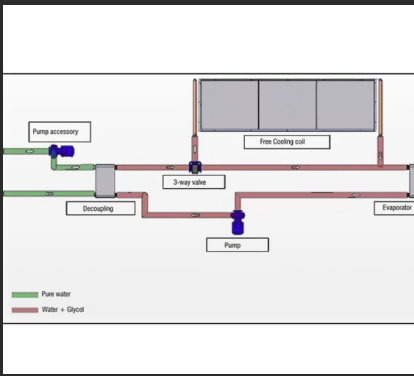 Pump accessory
Free Cooling coil
3-way valve
Decoupling
Evaporator
Pump
Pure water
Water + Glycol